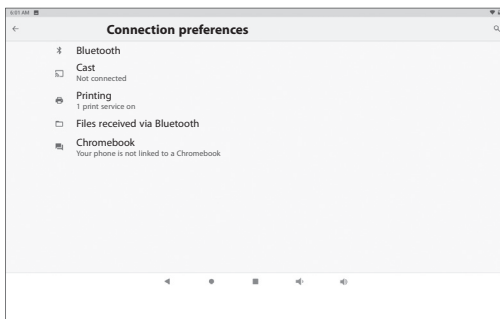 6:01 AM
Connection preferences
Bluetooth
Cast
Not connected
Printing
1 print service on
Files received via Bluetooth
Chromebook
Your phone is not linked to a Chromebook